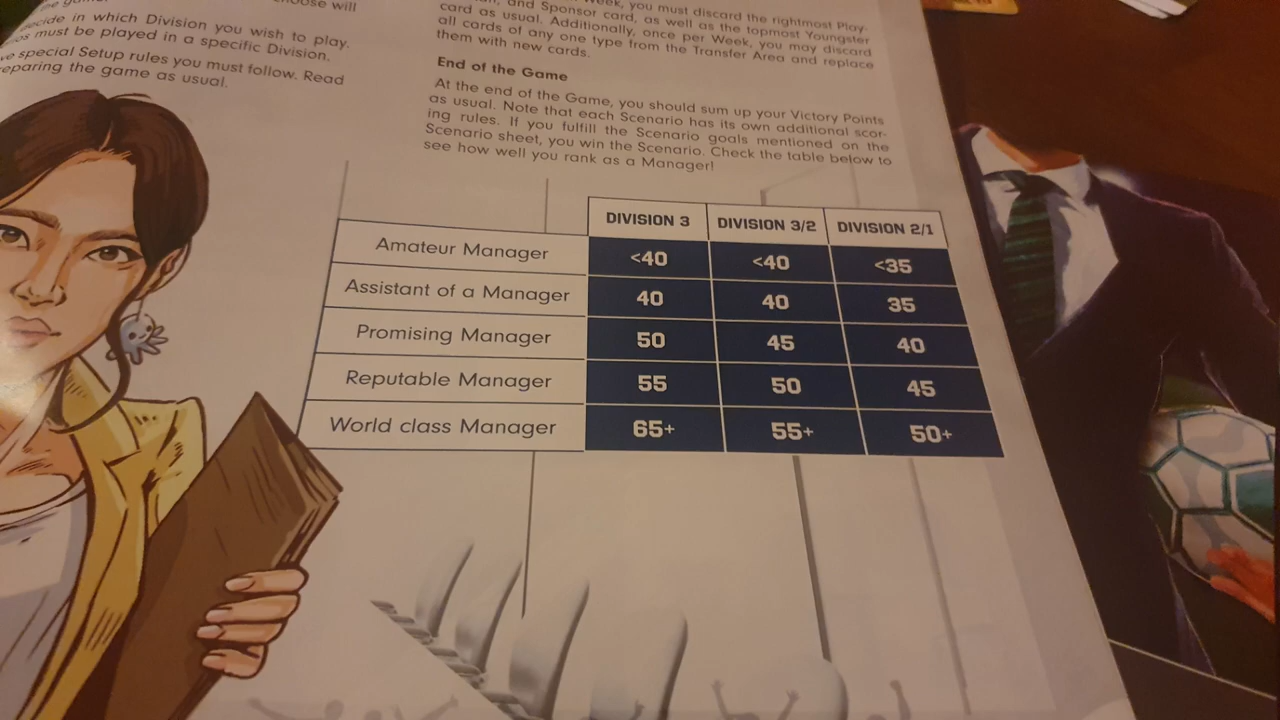 the game.
choose will
decide in which Division you wish to play.
must be played in a specific Division.
special Setup rules you must follow. Read
preparing the game as usual.
Week, you must discard the rightmost Play-
and Sponsor card, as well as the topmost Youngster
card as usual. Additionally, once per Week, you may discard
all cards of any one type from the Transfer Area and replace
them with new cards.
End of the Game
At the end of the Game, you should sum up your Victory Points
as usual. Note that each Scenario has its own additional scor-
ing rules. If you fulfill the Scenario goals mentioned on the
Scenario sheet, you win the Scenario. Check the table below to
see how well you rank as a Manager!
DIVISION 3 DIVISION 3/2 DIVISION 2/1
Amateur Manager <40 <40 <35
Assistant of a Manager 40 40 35
Promising Manager 50 45 40
Reputable Manager 55 50 45
World class Manager 65+ 55+ 50+